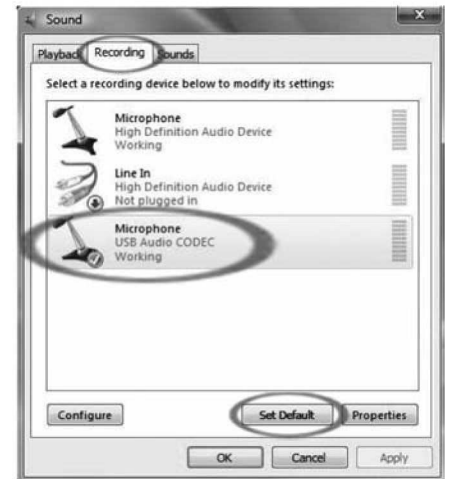 Sound
Playback Recording Sounds
Select a recording device below to modify its settings:
Microphone
High Definition Audio Device
Working
Line In
High Definition Audio Device
Not plugged in
Microphone
USB Audio CODEC
Working
Configure Set Default Properties
OK Cancel Apply